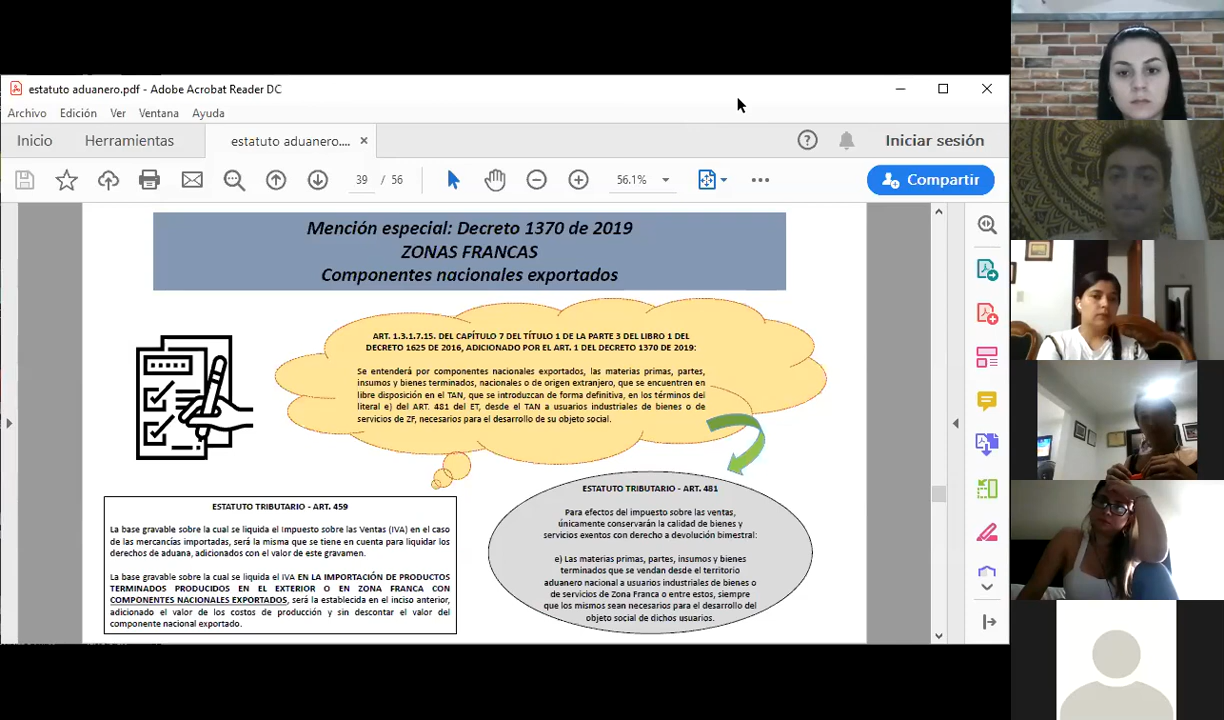 estatuto aduanero.pdf - Adobe Acrobat Reader DC
Archivo Edición Ver Ventana Ayuda
Inicio Herramientas estatuto aduanero.... Iniciar sesión
39 / 56 56.1% Compartir
Mención especial: Decreto 1370 de 2019
ZONAS FRANCAS
Componentes nacionales exportados
ART. 1.3.1.7.15. DEL CAPÍTULO 7 DEL TÍTULO 1 DE LA PARTE 3 DEL LIBRO 1 DEL
DECRETO 1625 DE 2016, ADICIONADO POR EL ART. 1 DEL DECRETO 1370 DE 2019:
Se entenderá por componentes nacionales exportados, las materias primas, partes,
insumos y bienes terminados, nacionales o de origen extranjero, que se encuentren en
libre disposición en el TAN, que se introduzcan de forma definitiva, en los términos del
literal e) del ART. 481 del ET, desde el TAN a usuarios industriales de bienes o de
servicios de ZF, necesarios para el desarrollo de su objeto social.
ESTATUTO TRIBUTARIO - ART. 459
La base gravable sobre la cual se liquida el Impuesto sobre las Ventas (IVA) en el caso
de las mercancías importadas, será la misma que se tiene en cuenta para liquidar los
derechos de aduana, adicionados con el valor de este gravamen.
La base gravable sobre la cual se liquida el IVA EN LA IMPORTACIÓN DE PRODUCTOS
TERMINADOS PRODUCIDOS EN EL EXTERIOR O EN ZONA FRANCA CON
COMPONENTES NACIONALES EXPORTADOS, será la establecida en el inciso anterior,
adicionado el valor de los costos de producción y sin descontar el valor del
componente nacional exportado.
ESTATUTO TRIBUTARIO - ART. 481
Para efectos del impuesto sobre las ventas,
únicamente conservarán la calidad de bienes y
servicios exentos con derecho a devolución bimestral:
e) Las materias primas, partes, insumos y bienes
terminados que se vendan desde el territorio
aduanero nacional a usuarios industriales de bienes o
de servicios de Zona Franca o entre estos, siempre
que los mismos sean necesarios para el desarrollo del
objeto social de dichos usuarios.